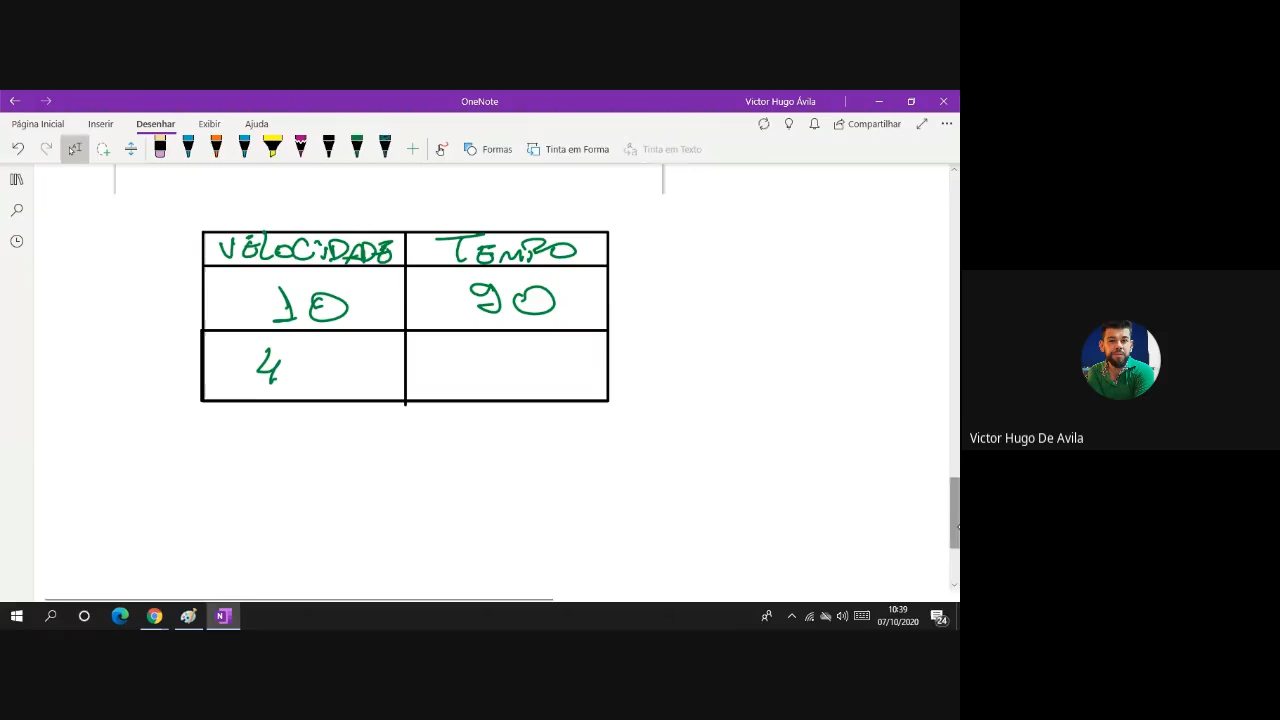 OneNote
Victor Hugo Ávila
Página Inicial Inserir Desenhar Exibir Ajuda
Compartilhar
Formas Tinta em Forma Tinta em Texto
VELOCIDADE TEMPO
10 90
4
Victor Hugo De Avila
10:39
07/10/2020
24